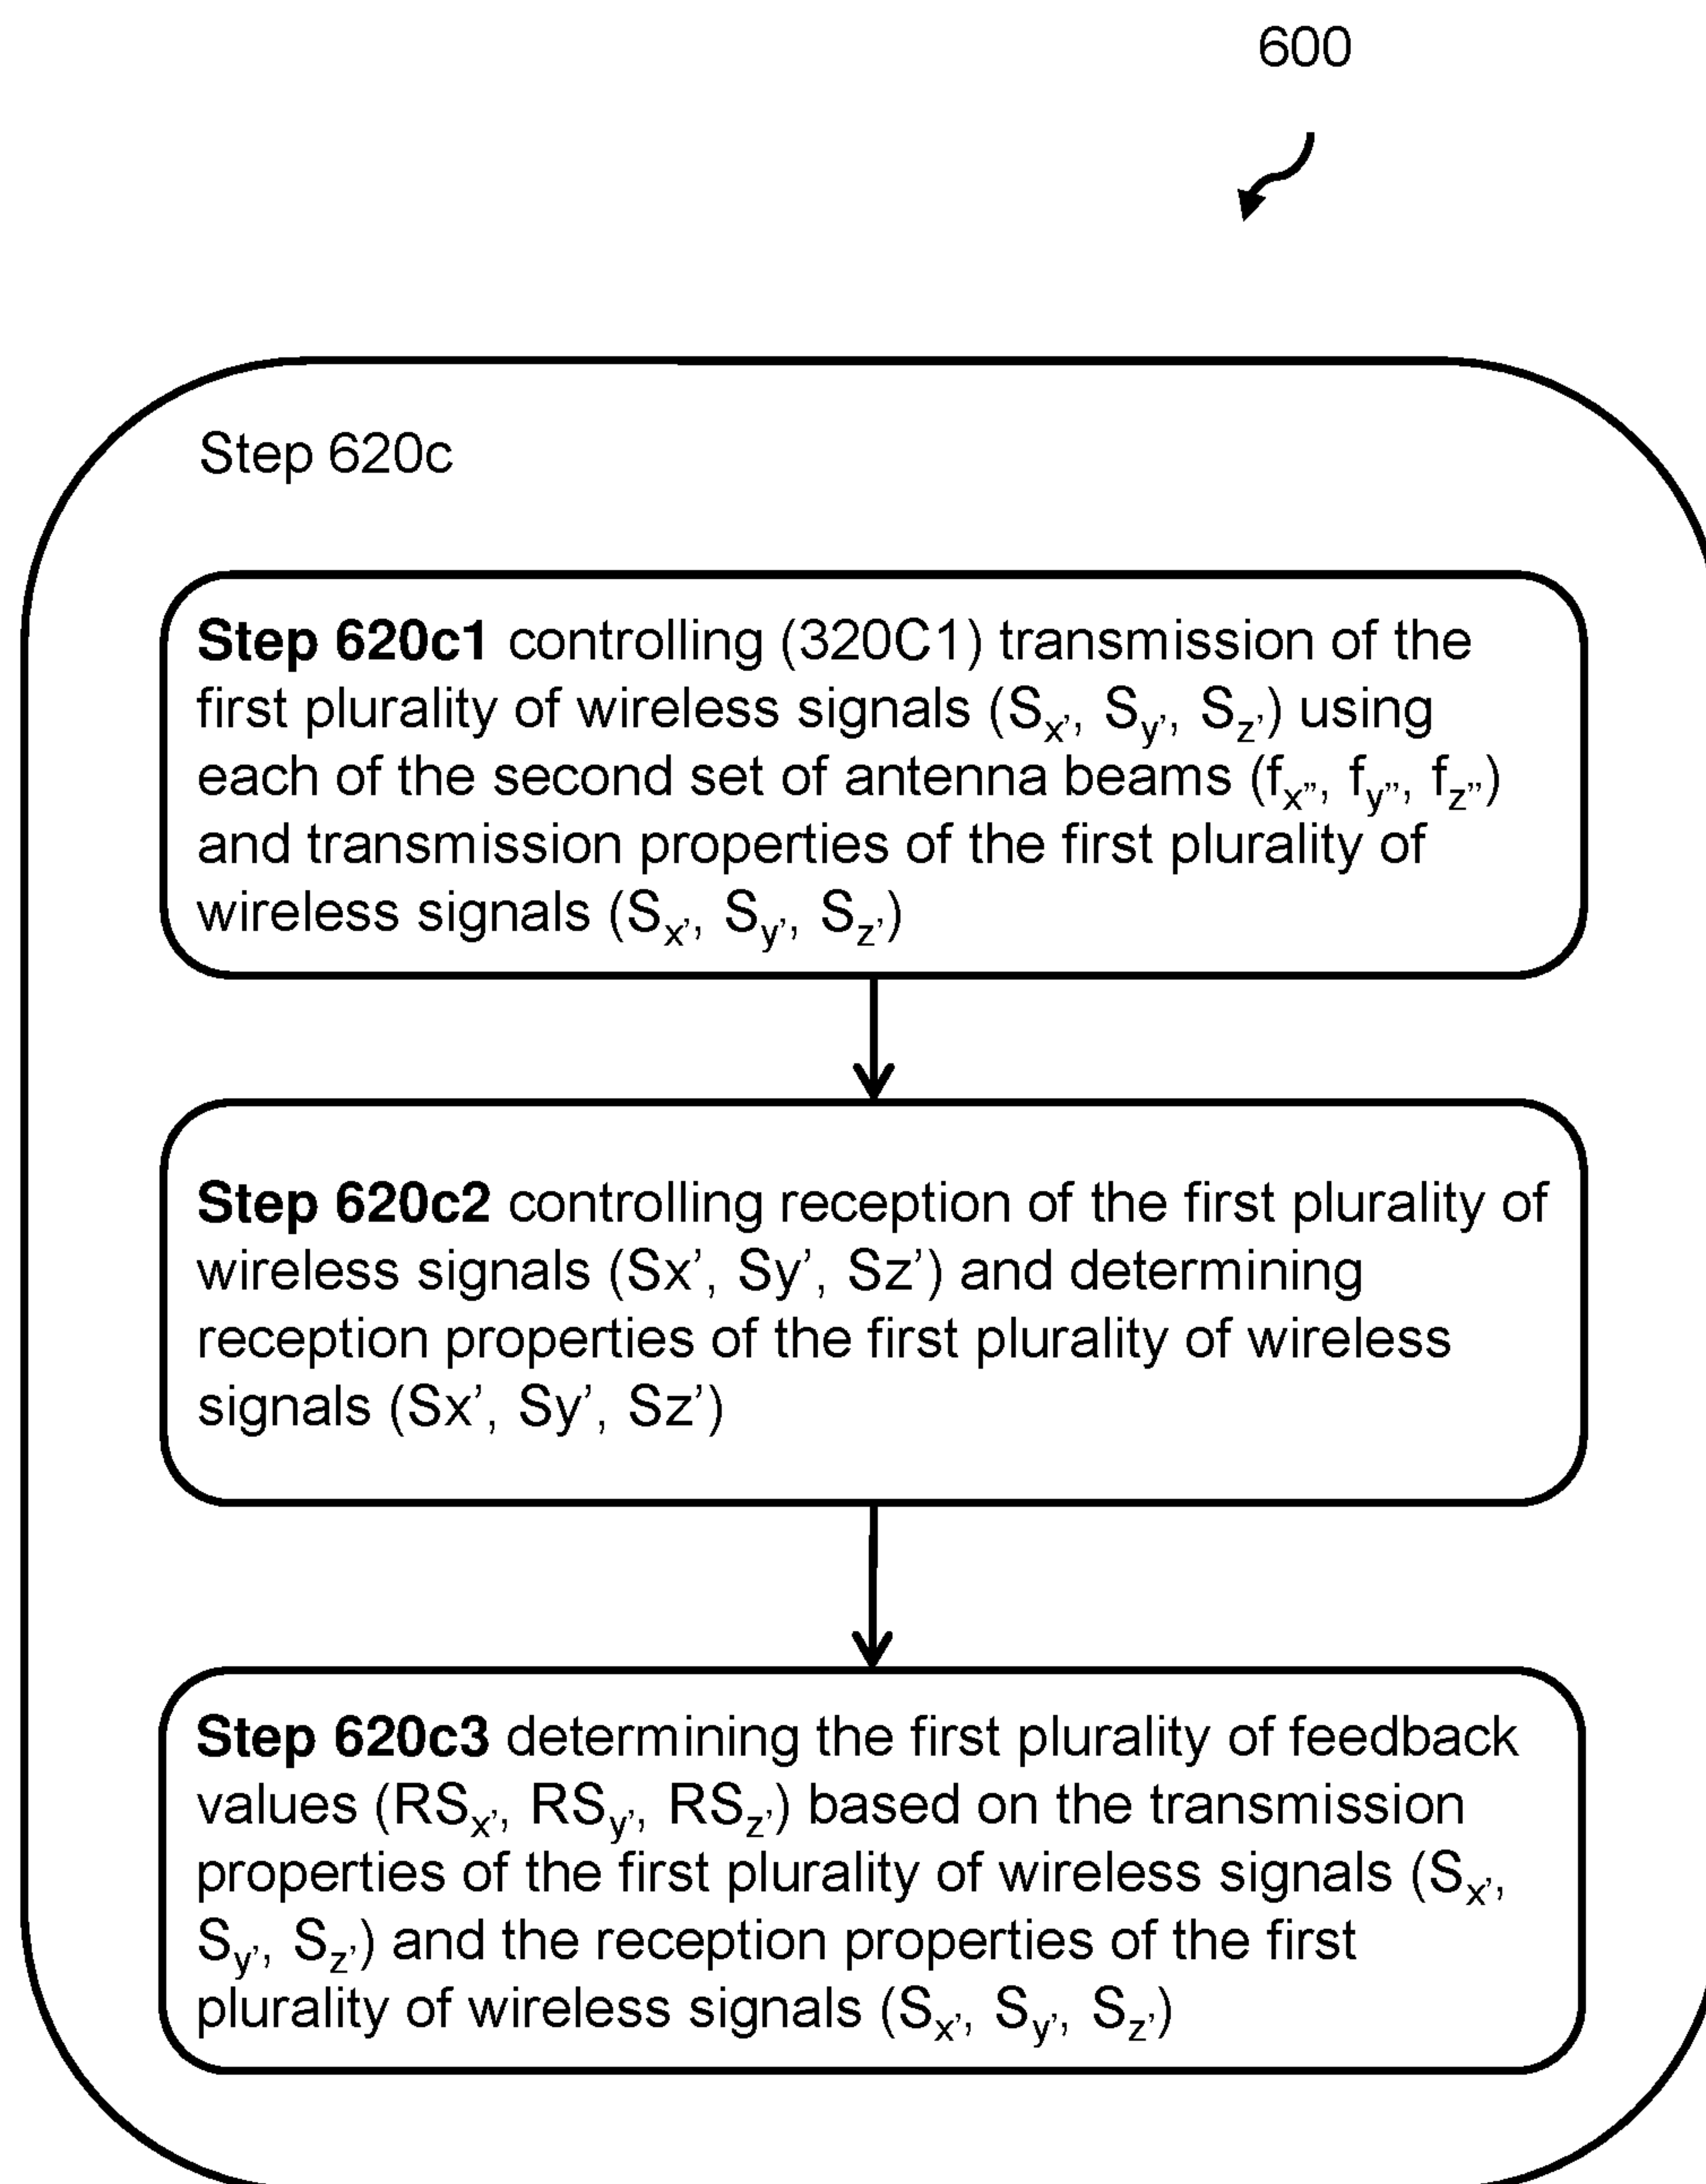 600
Step 620c
Step 620c1 controlling (320C1) transmission of the
first plurality of wireless signals (Sx’, Sy’, Sz’) using
each of the second set of antenna beams (fx”, fy”, fz”)
and transmission properties of the first plurality of
wireless signals (Sx’, Sy’, Sz’)
Step 620c2 controlling reception of the first plurality of
wireless signals (Sx’, Sy’, Sz’) and determining
reception properties of the first plurality of wireless
signals (Sx’, Sy’, Sz’)
Step 620c3 determining the first plurality of feedback
values (RSx’, RSy’, RSz’) based on the transmission
properties of the first plurality of wireless signals (Sx’,
Sy’, Sz’) and the reception properties of the first
plurality of wireless signals (Sx’, Sy’, Sz’)